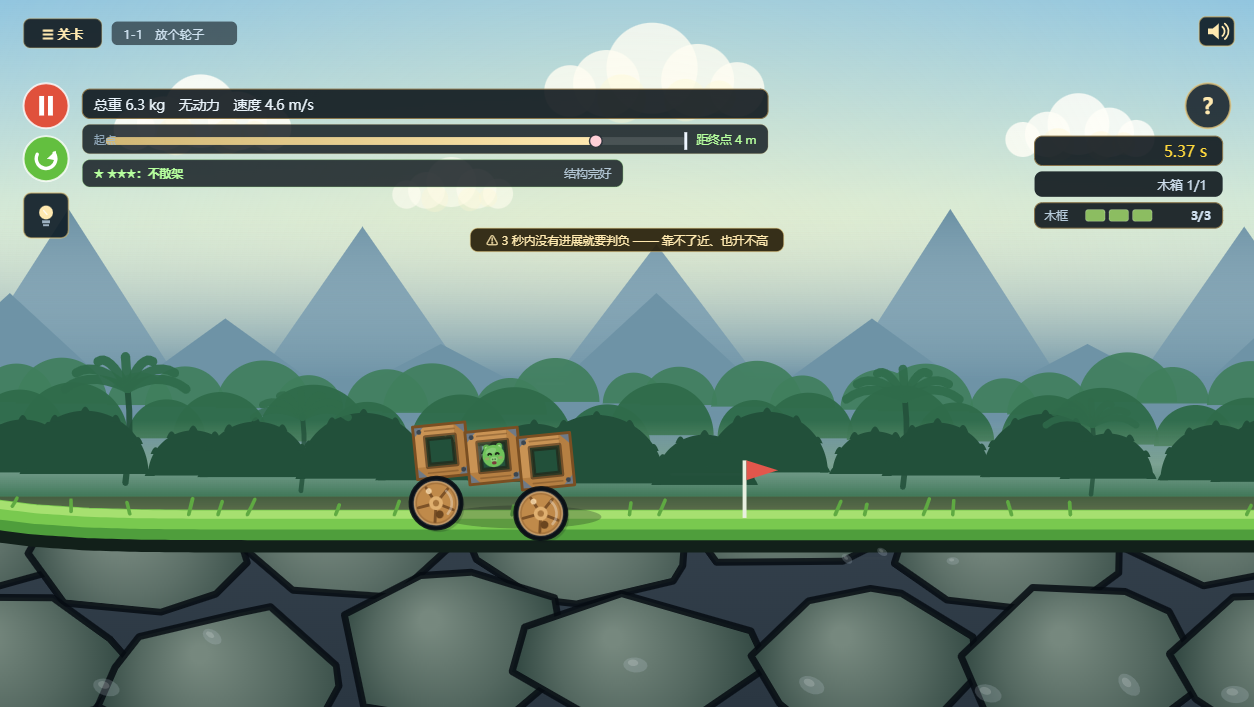 ☰ 关卡
1-1 放个轮子
总重 6.3 kg 无动力 速度 4.6 m/s
距终点 4 m
★ ★★★：不散架 结构完好
?
5.37 s
木箱 1/1
木框 3/3
⚠ 3 秒内没有进展就要判负 —— 靠不了近、也升不高